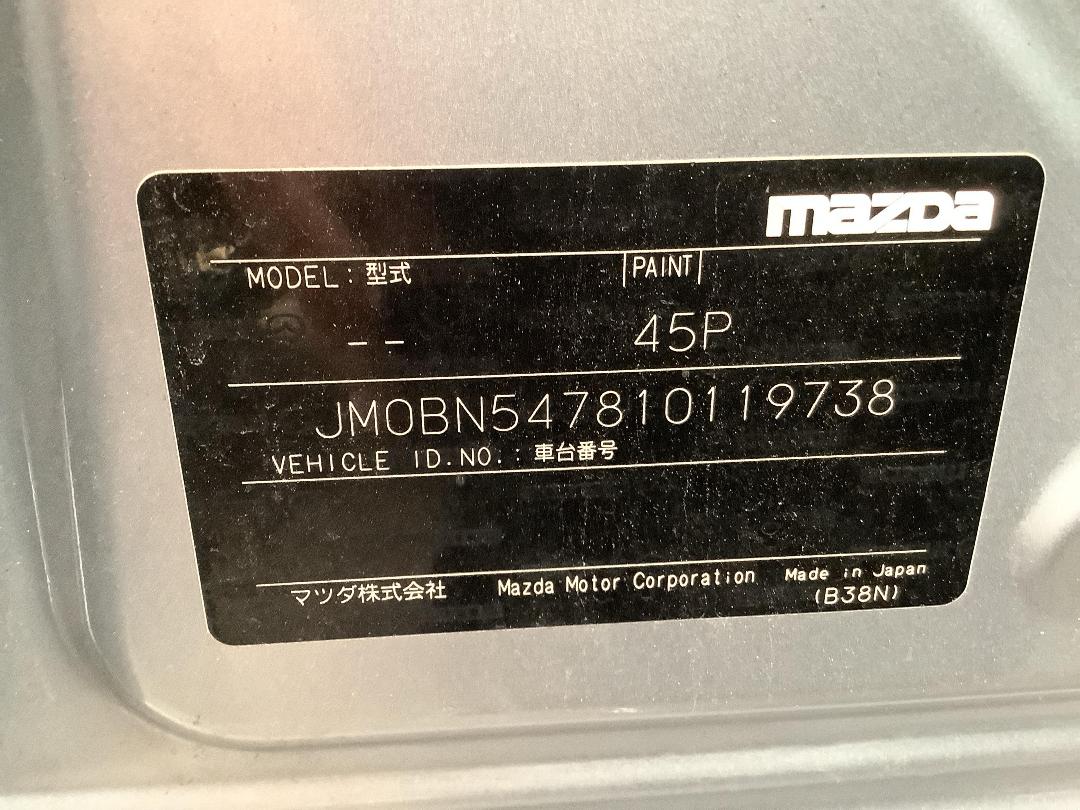 mazda
MODEL : 型式 PAINT
-- 45P
JM0BN547810119738
VEHICLE ID.NO. : 車台番号
マツダ株式会社 Mazda Motor Corporation Made in Japan
(B38N)